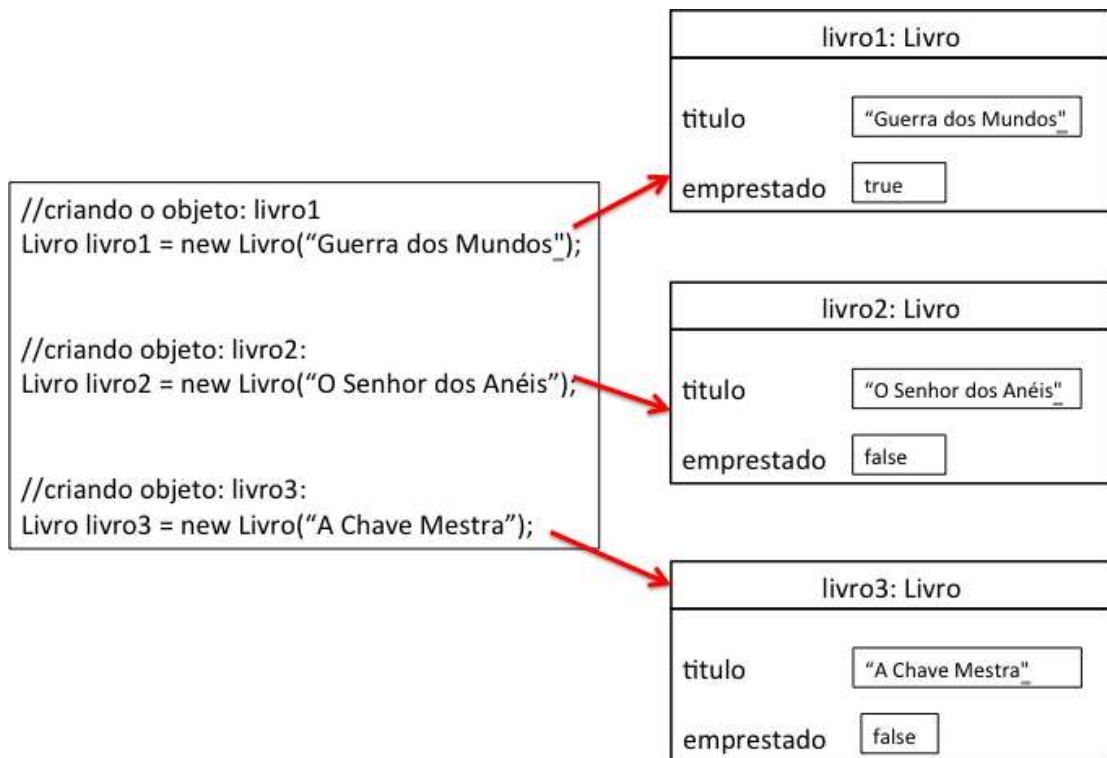 //criando o objeto: livro1
Livro livro1 = new Livro(“Guerra dos Mundos");
//criando objeto: livro2:
Livro livro2 = new Livro(“O Senhor dos Anéis”);
//criando objeto: livro3:
Livro livro3 = new Livro(“A Chave Mestra”);
livro1: Livro
titulo “Guerra dos Mundos"
emprestado true
livro2: Livro
titulo “O Senhor dos Anéis"
emprestado false
livro3: Livro
titulo “A Chave Mestra"
emprestado false